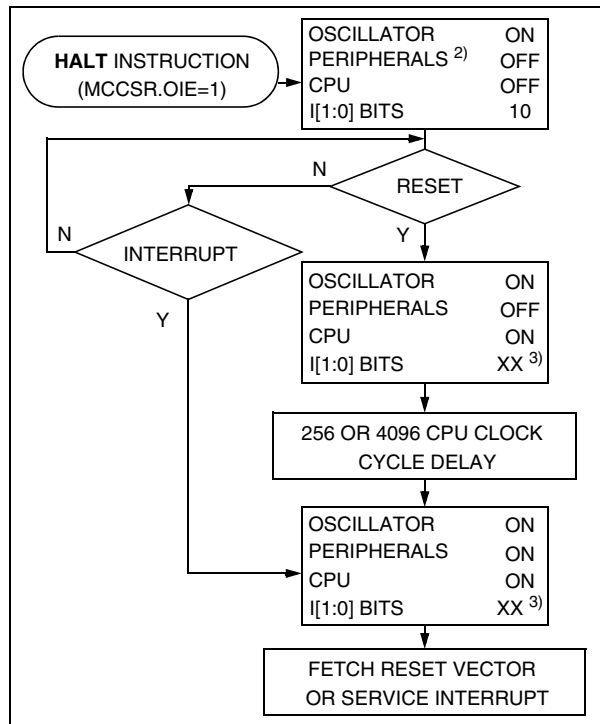 HALT INSTRUCTION
(MCCSR.OIE=1)
OSCILLATOR ON
PERIPHERALS 2) OFF
CPU OFF
I[1:0] BITS 10
RESET
N
Y
INTERRUPT
N
Y
OSCILLATOR ON
PERIPHERALS OFF
CPU ON
I[1:0] BITS XX 3)
256 OR 4096 CPU CLOCK
CYCLE DELAY
OSCILLATOR ON
PERIPHERALS ON
CPU ON
I[1:0] BITS XX 3)
FETCH RESET VECTOR
OR SERVICE INTERRUPT